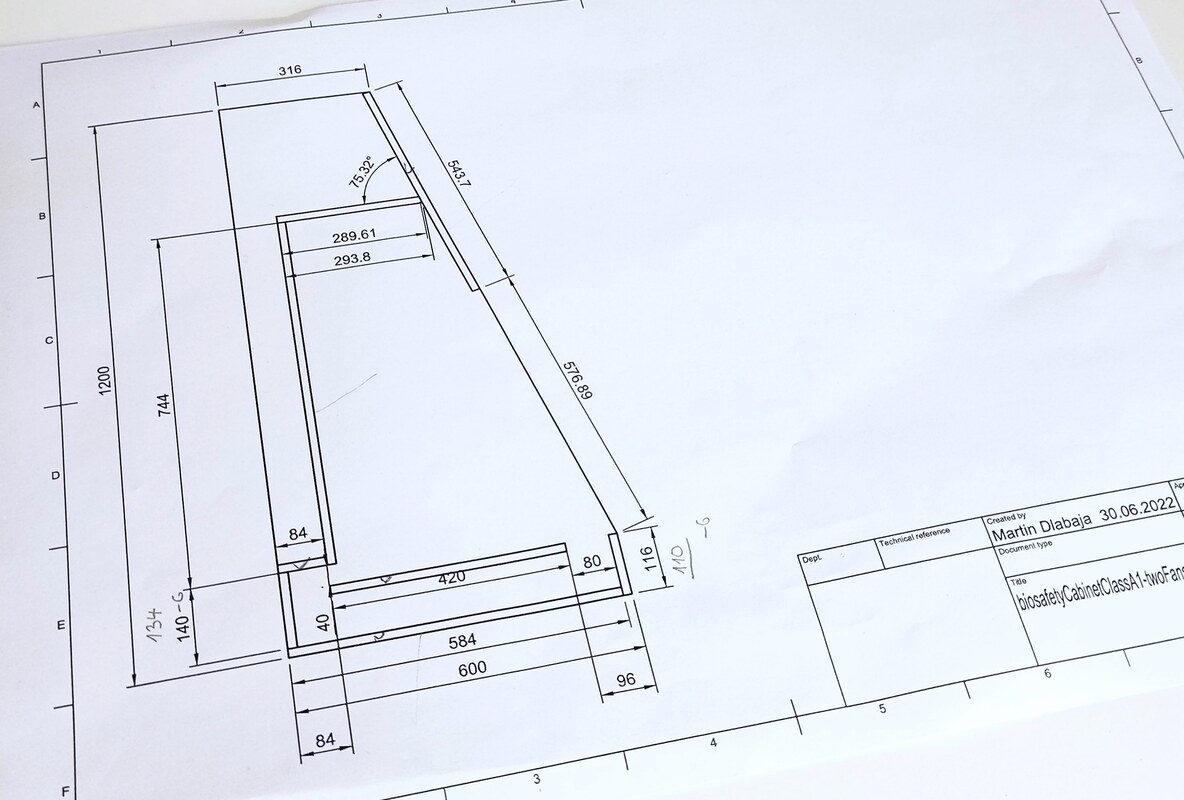 1
2
3
4
A
B
C
D
E
F
B
316
543.7
75.32°
289.61
293.8
576.89
1200
744
84
420
80
116
110
-6
134
140-6
40
584
600
96
84
Dept.
Technical reference
Created by
Martin Dlabaja 30.06.2022
Document type
Title
biosafetyCabinetClassA1-twoFans
3
4
5
6